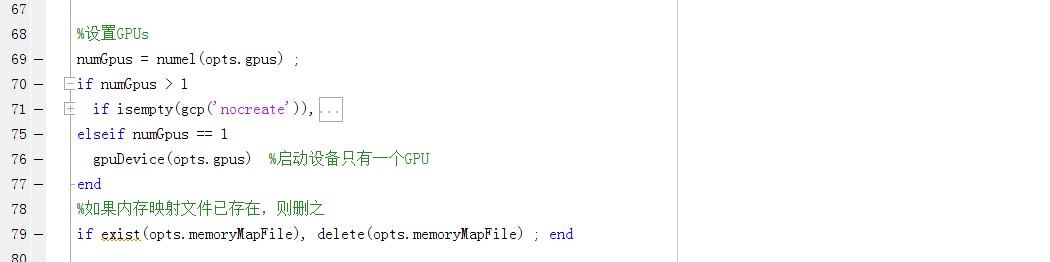 67
68 %设置GPUs
69 – numGpus = numel(opts.gpus) ;
70 – if numGpus > 1
71 – if isempty(gcp('nocreate')),...
75 – elseif numGpus == 1
76 – gpuDevice(opts.gpus) %启动设备只有一个GPU
77 – end
78 %如果内存映射文件已存在，则删之
79 – if exist(opts.memoryMapFile), delete(opts.memoryMapFile) ; end
80